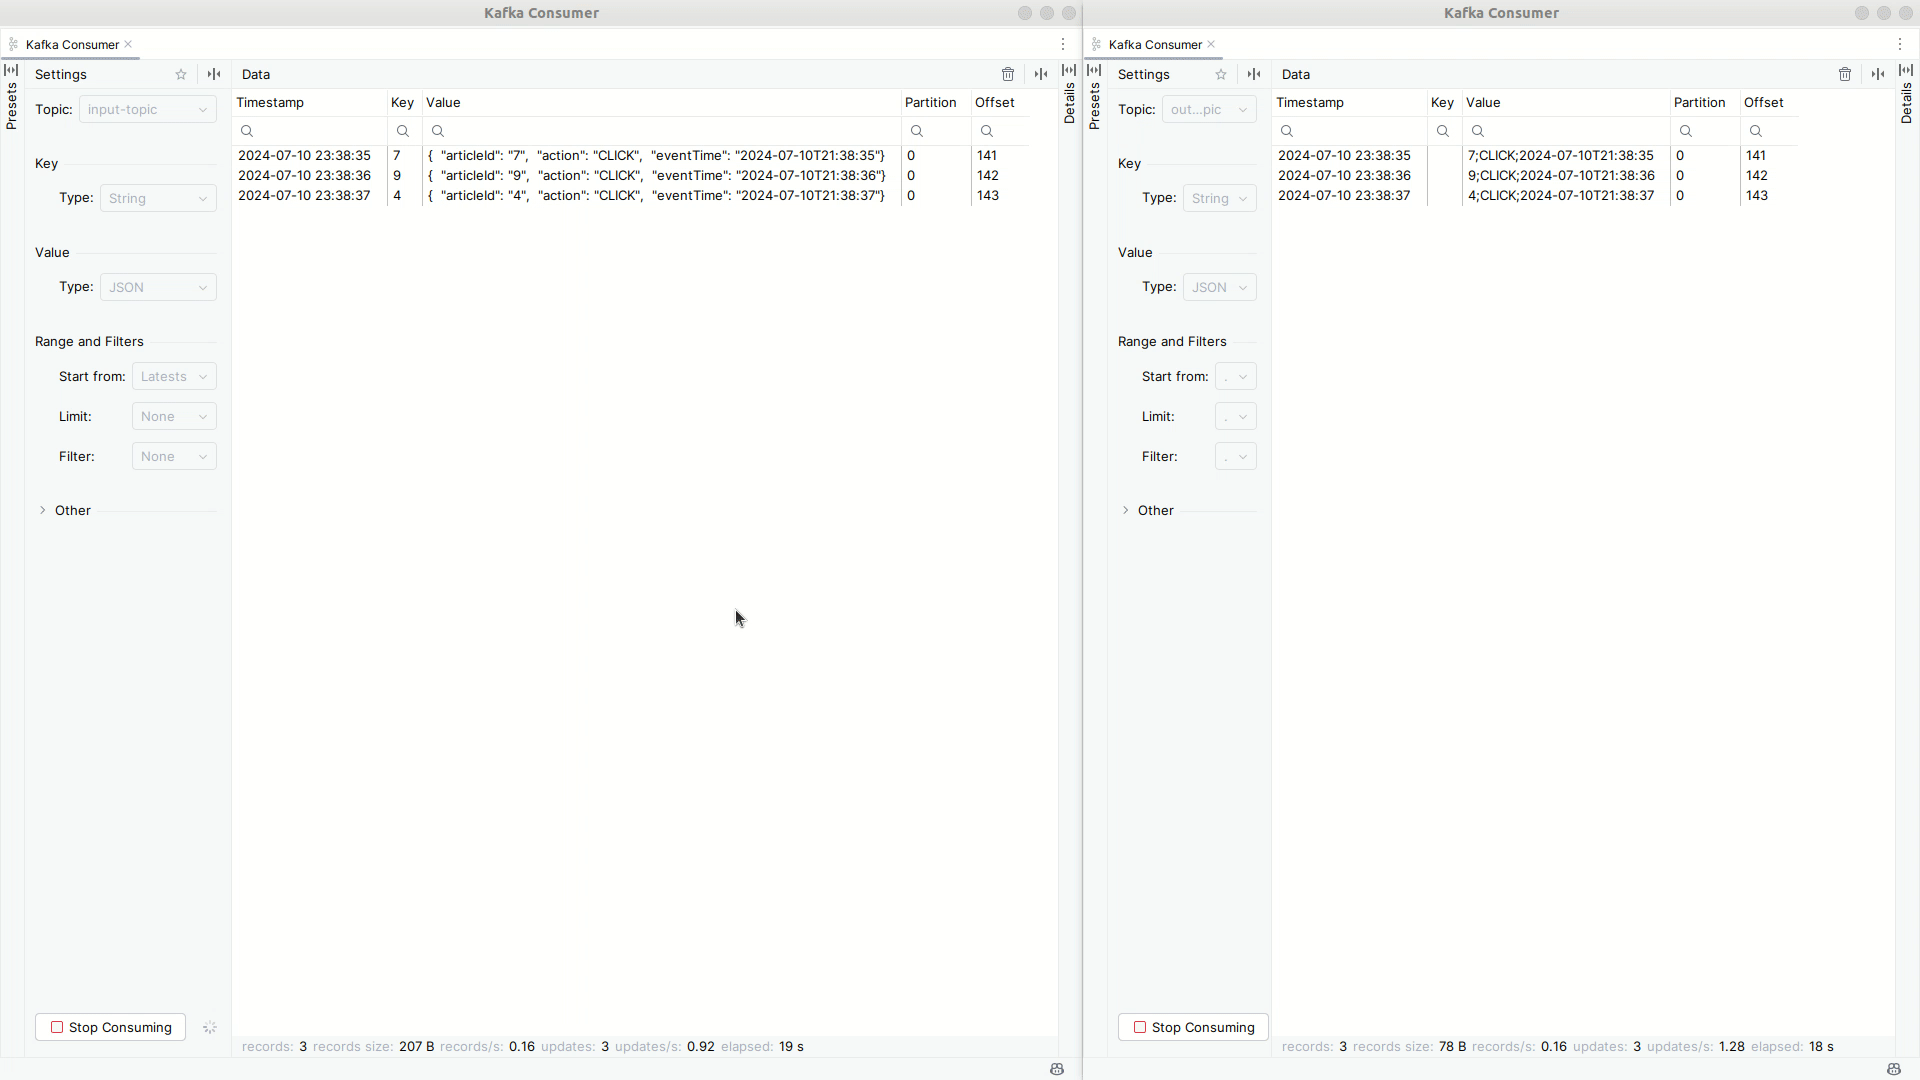 Kafka Consumer
Kafka Consumer
Presets
Settings
Topic: input-topic
Key
Type: String
Value
Type: JSON
Range and Filters
Start from: Latests
Limit: None
Filter: None
Other
Stop Consuming
Data
Timestamp Key Value Partition Offset
2024-07-10 23:38:35 7 { "articleId": "7", "action": "CLICK", "eventTime": "2024-07-10T21:38:35"} 0 141
2024-07-10 23:38:36 9 { "articleId": "9", "action": "CLICK", "eventTime": "2024-07-10T21:38:36"} 0 142
2024-07-10 23:38:37 4 { "articleId": "4", "action": "CLICK", "eventTime": "2024-07-10T21:38:37"} 0 143
records: 3 records size: 207 B records/s: 0.16 updates: 3 updates/s: 0.92 elapsed: 19 s
Details
Kafka Consumer
Kafka Consumer
Presets
Settings
Topic: out...pic
Key
Type: String
Value
Type: JSON
Range and Filters
Start from: .
Limit: .
Filter: .
Other
Stop Consuming
Data
Timestamp Key Value Partition Offset
2024-07-10 23:38:35 7;CLICK;2024-07-10T21:38:35 0 141
2024-07-10 23:38:36 9;CLICK;2024-07-10T21:38:36 0 142
2024-07-10 23:38:37 4;CLICK;2024-07-10T21:38:37 0 143
records: 3 records size: 78 B records/s: 0.16 updates: 3 updates/s: 1.28 elapsed: 18 s
Details